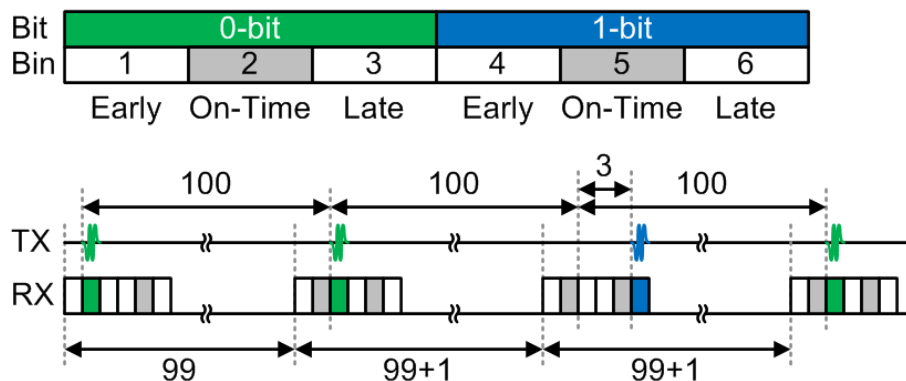 Bit 0-bit 1-bit
Bin 1 2 3 4 5 6
Early On-Time Late Early On-Time Late
3
100 100 100
TX
RX
99 99+1 99+1